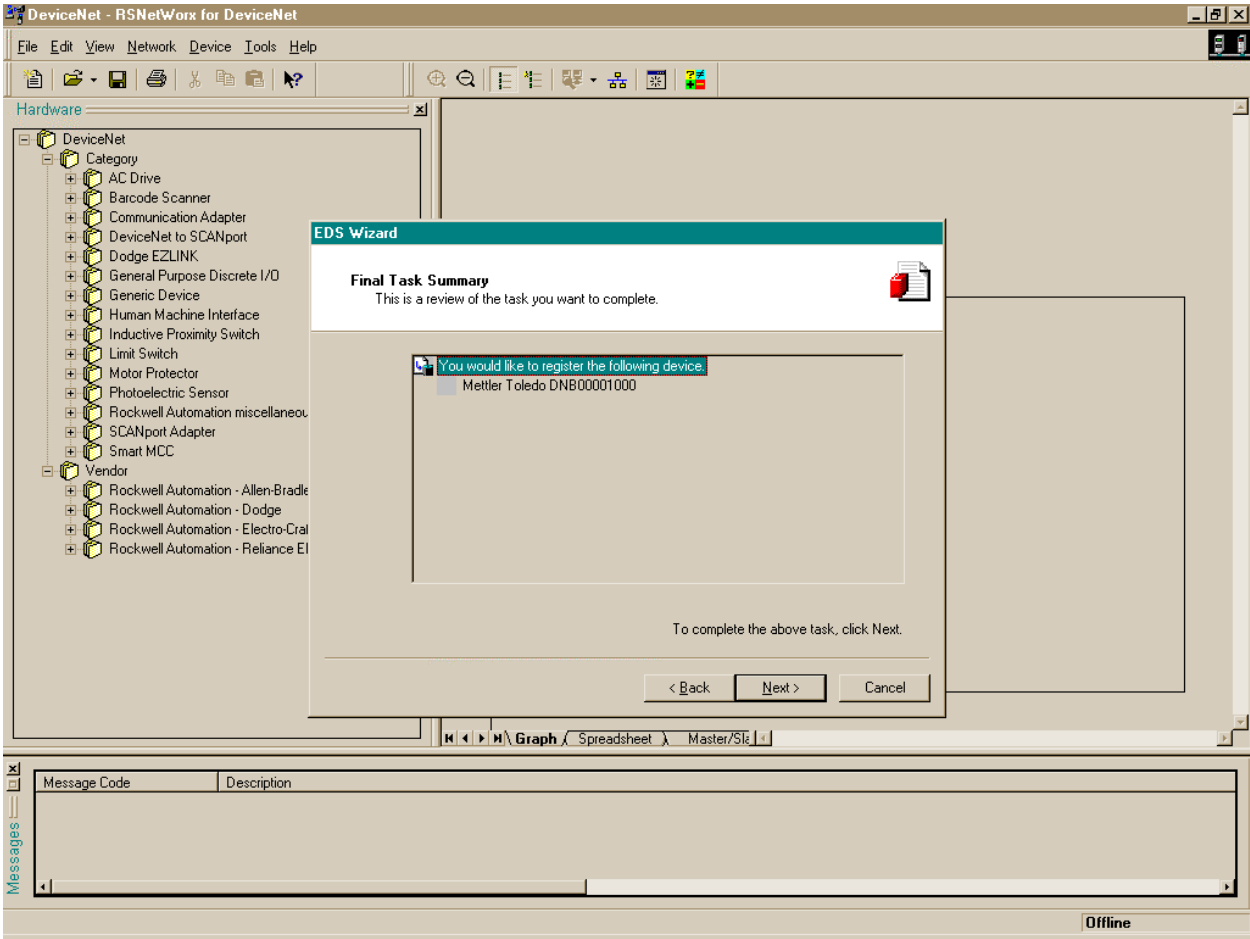 DeviceNet - RSNetWorx for DeviceNet
File Edit View Network Device Tools Help
Hardware
DeviceNet
Category
AC Drive
Barcode Scanner
Communication Adapter
DeviceNet to SCANport
Dodge EZLINK
General Purpose Discrete I/O
Generic Device
Human Machine Interface
Inductive Proximity Switch
Limit Switch
Motor Protector
Photoelectric Sensor
Rockwell Automation miscellaneou
SCANport Adapter
Smart MCC
Vendor
Rockwell Automation - Allen-Bradle
Rockwell Automation - Dodge
Rockwell Automation - Electro-Craf
Rockwell Automation - Reliance El
EDS Wizard
Final Task Summary
This is a review of the task you want to complete.
You would like to register the following device.
Mettler Toledo DNB00001000
To complete the above task, click Next.
< Back Next > Cancel
Graph Spreadsheet Master/Sla
Message Code Description
Messages
Offline